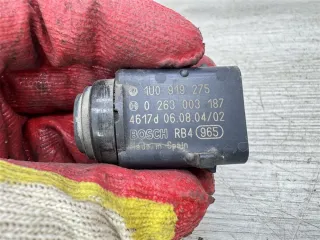 1U0 919 275
0 263 003 187
4617d 06.08.04/02
BOSCH RB4 965
Made in Spain